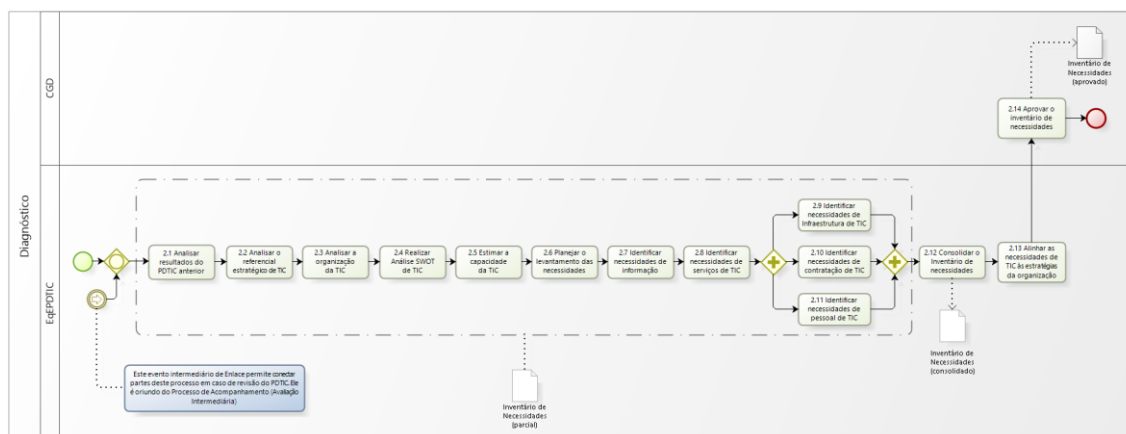 Diagnóstico
CGD
Inventário de
Necessidades
(aprovado)
2.14 Aprovar o
inventário de
necessidades
EqEPDTIC
2.1 Analisar
resultados do
PDTIC anterior
2.2 Analisar o
referencial
estratégico de TIC
2.3 Analisar a
organização
da TIC
2.4 Realizar
Análise SWOT
de TIC
2.5 Estimar a
capacidade
da TIC
2.6 Planejar o
levantamento das
necessidades
2.7 Identificar
necessidades de
informação
2.8 Identificar
necessidades de
serviços de TIC
2.9 Identificar
necessidades de
Infraestrutura de TIC
2.10 Identificar
necessidades de
contratação de TIC
2.11 Identificar
necessidades de
pessoal de TIC
2.12 Consolidar o
Inventário de
necessidades
2.13 Alinhar as
necessidades de
TIC às estratégias
da organização
Este evento intermediário de Enlace permite conectar
partes deste processo em caso de revisão do PDTIC. Ele
é oriundo do Processo de Acompanhamento (Avaliação
Intermediária)
Inventário de
Necessidades
(parcial)
Inventário de
Necessidades
(consolidado)